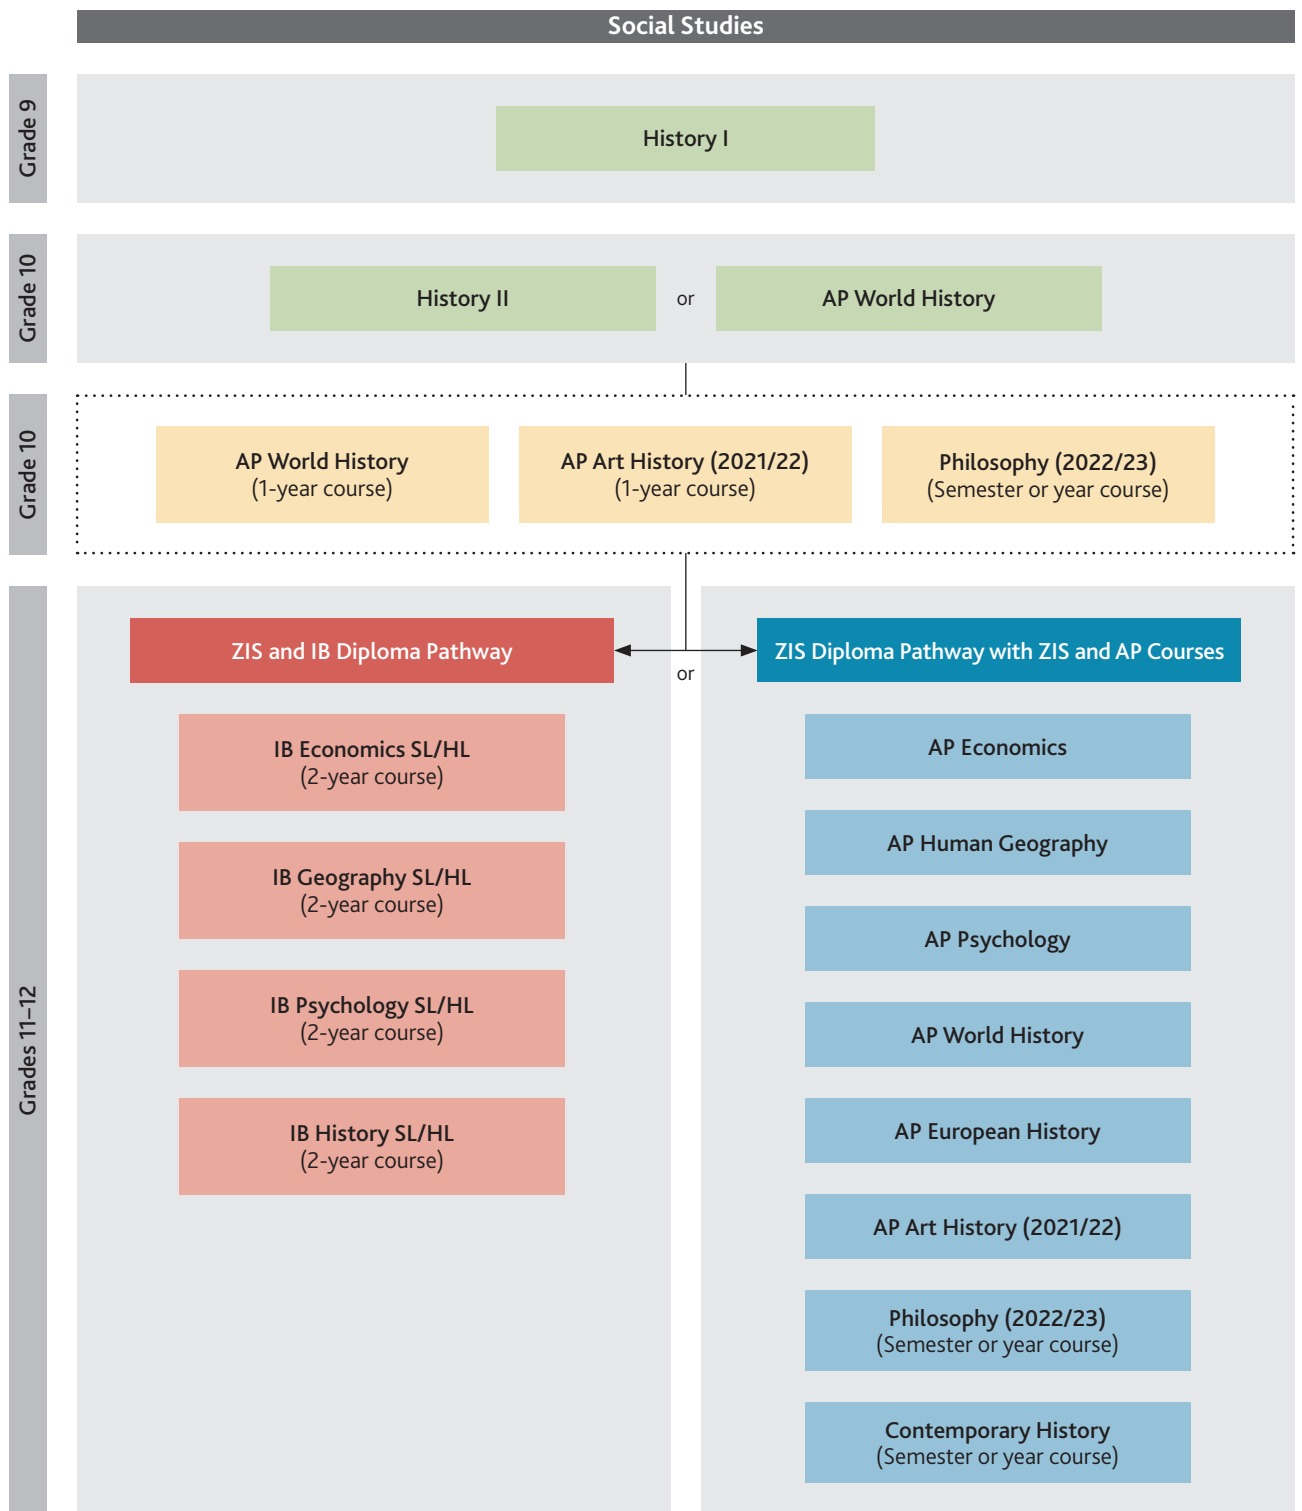 Social Studies
Grade 9
History I
Grade 10
History II
or
AP World History
Grade 10
AP World History
(1-year course)
AP Art History (2021/22)
(1-year course)
Philosophy (2022/23)
(Semester or year course)
Grades 11–12
ZIS and IB Diploma Pathway
or
ZIS Diploma Pathway with ZIS and AP Courses
IB Economics SL/HL
(2-year course)
IB Geography SL/HL
(2-year course)
IB Psychology SL/HL
(2-year course)
IB History SL/HL
(2-year course)
AP Economics
AP Human Geography
AP Psychology
AP World History
AP European History
AP Art History (2021/22)
Philosophy (2022/23)
(Semester or year course)
Contemporary History
(Semester or year course)